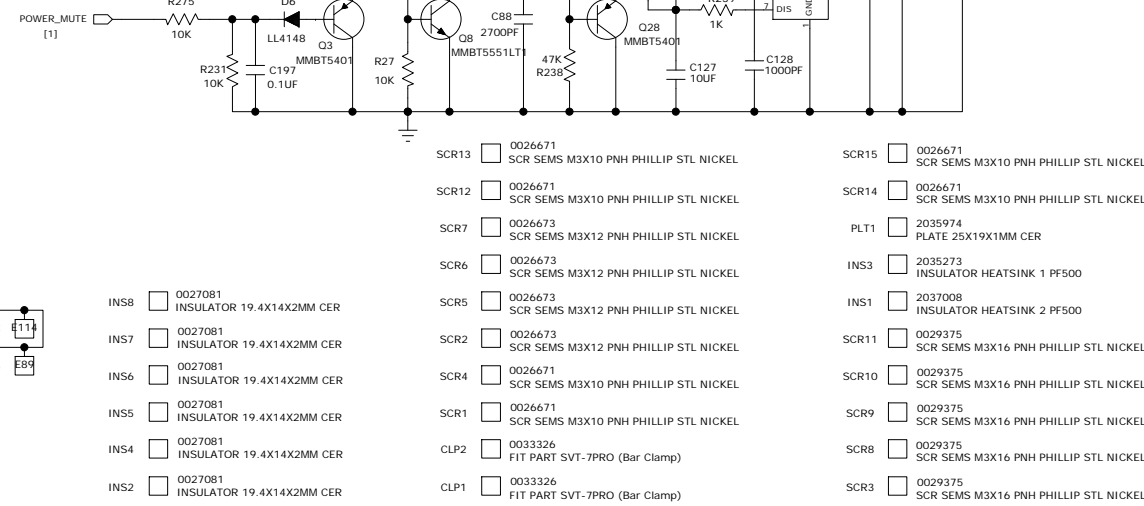 R275
D6
POWER_MUTE
[1]
10K
LL4148
Q3
MMBT5401
R231
10K
C197
0.1UF
R27
10K
Q8
MMBT5551LT1
C88
2700PF
47K
R238
Q28
MMBT5401
1K
7
DIS
1
GND
C127
10UF
C128
1000PF
SCR13
0026671
SCR SEMS M3X10 PNH PHILLIP STL NICKEL
SCR12
0026671
SCR SEMS M3X10 PNH PHILLIP STL NICKEL
SCR7
0026673
SCR SEMS M3X12 PNH PHILLIP STL NICKEL
SCR6
0026673
SCR SEMS M3X12 PNH PHILLIP STL NICKEL
SCR5
0026673
SCR SEMS M3X12 PNH PHILLIP STL NICKEL
SCR2
0026673
SCR SEMS M3X12 PNH PHILLIP STL NICKEL
SCR4
0026671
SCR SEMS M3X10 PNH PHILLIP STL NICKEL
SCR1
0026671
SCR SEMS M3X10 PNH PHILLIP STL NICKEL
CLP2
0033326
FIT PART SVT-7PRO (Bar Clamp)
CLP1
0033326
FIT PART SVT-7PRO (Bar Clamp)
SCR15
0026671
SCR SEMS M3X10 PNH PHILLIP STL NICKEL
SCR14
0026671
SCR SEMS M3X10 PNH PHILLIP STL NICKEL
PLT1
2035974
PLATE 25X19X1MM CER
INS3
2035273
INSULATOR HEATSINK 1 PF500
INS1
2037008
INSULATOR HEATSINK 2 PF500
SCR11
0029375
SCR SEMS M3X16 PNH PHILLIP STL NICKEL
SCR10
0029375
SCR SEMS M3X16 PNH PHILLIP STL NICKEL
SCR9
0029375
SCR SEMS M3X16 PNH PHILLIP STL NICKEL
SCR8
0029375
SCR SEMS M3X16 PNH PHILLIP STL NICKEL
SCR3
0029375
SCR SEMS M3X16 PNH PHILLIP STL NICKEL
E114
E89
INS8
0027081
INSULATOR 19.4X14X2MM CER
INS7
0027081
INSULATOR 19.4X14X2MM CER
INS6
0027081
INSULATOR 19.4X14X2MM CER
INS5
0027081
INSULATOR 19.4X14X2MM CER
INS4
0027081
INSULATOR 19.4X14X2MM CER
INS2
0027081
INSULATOR 19.4X14X2MM CER